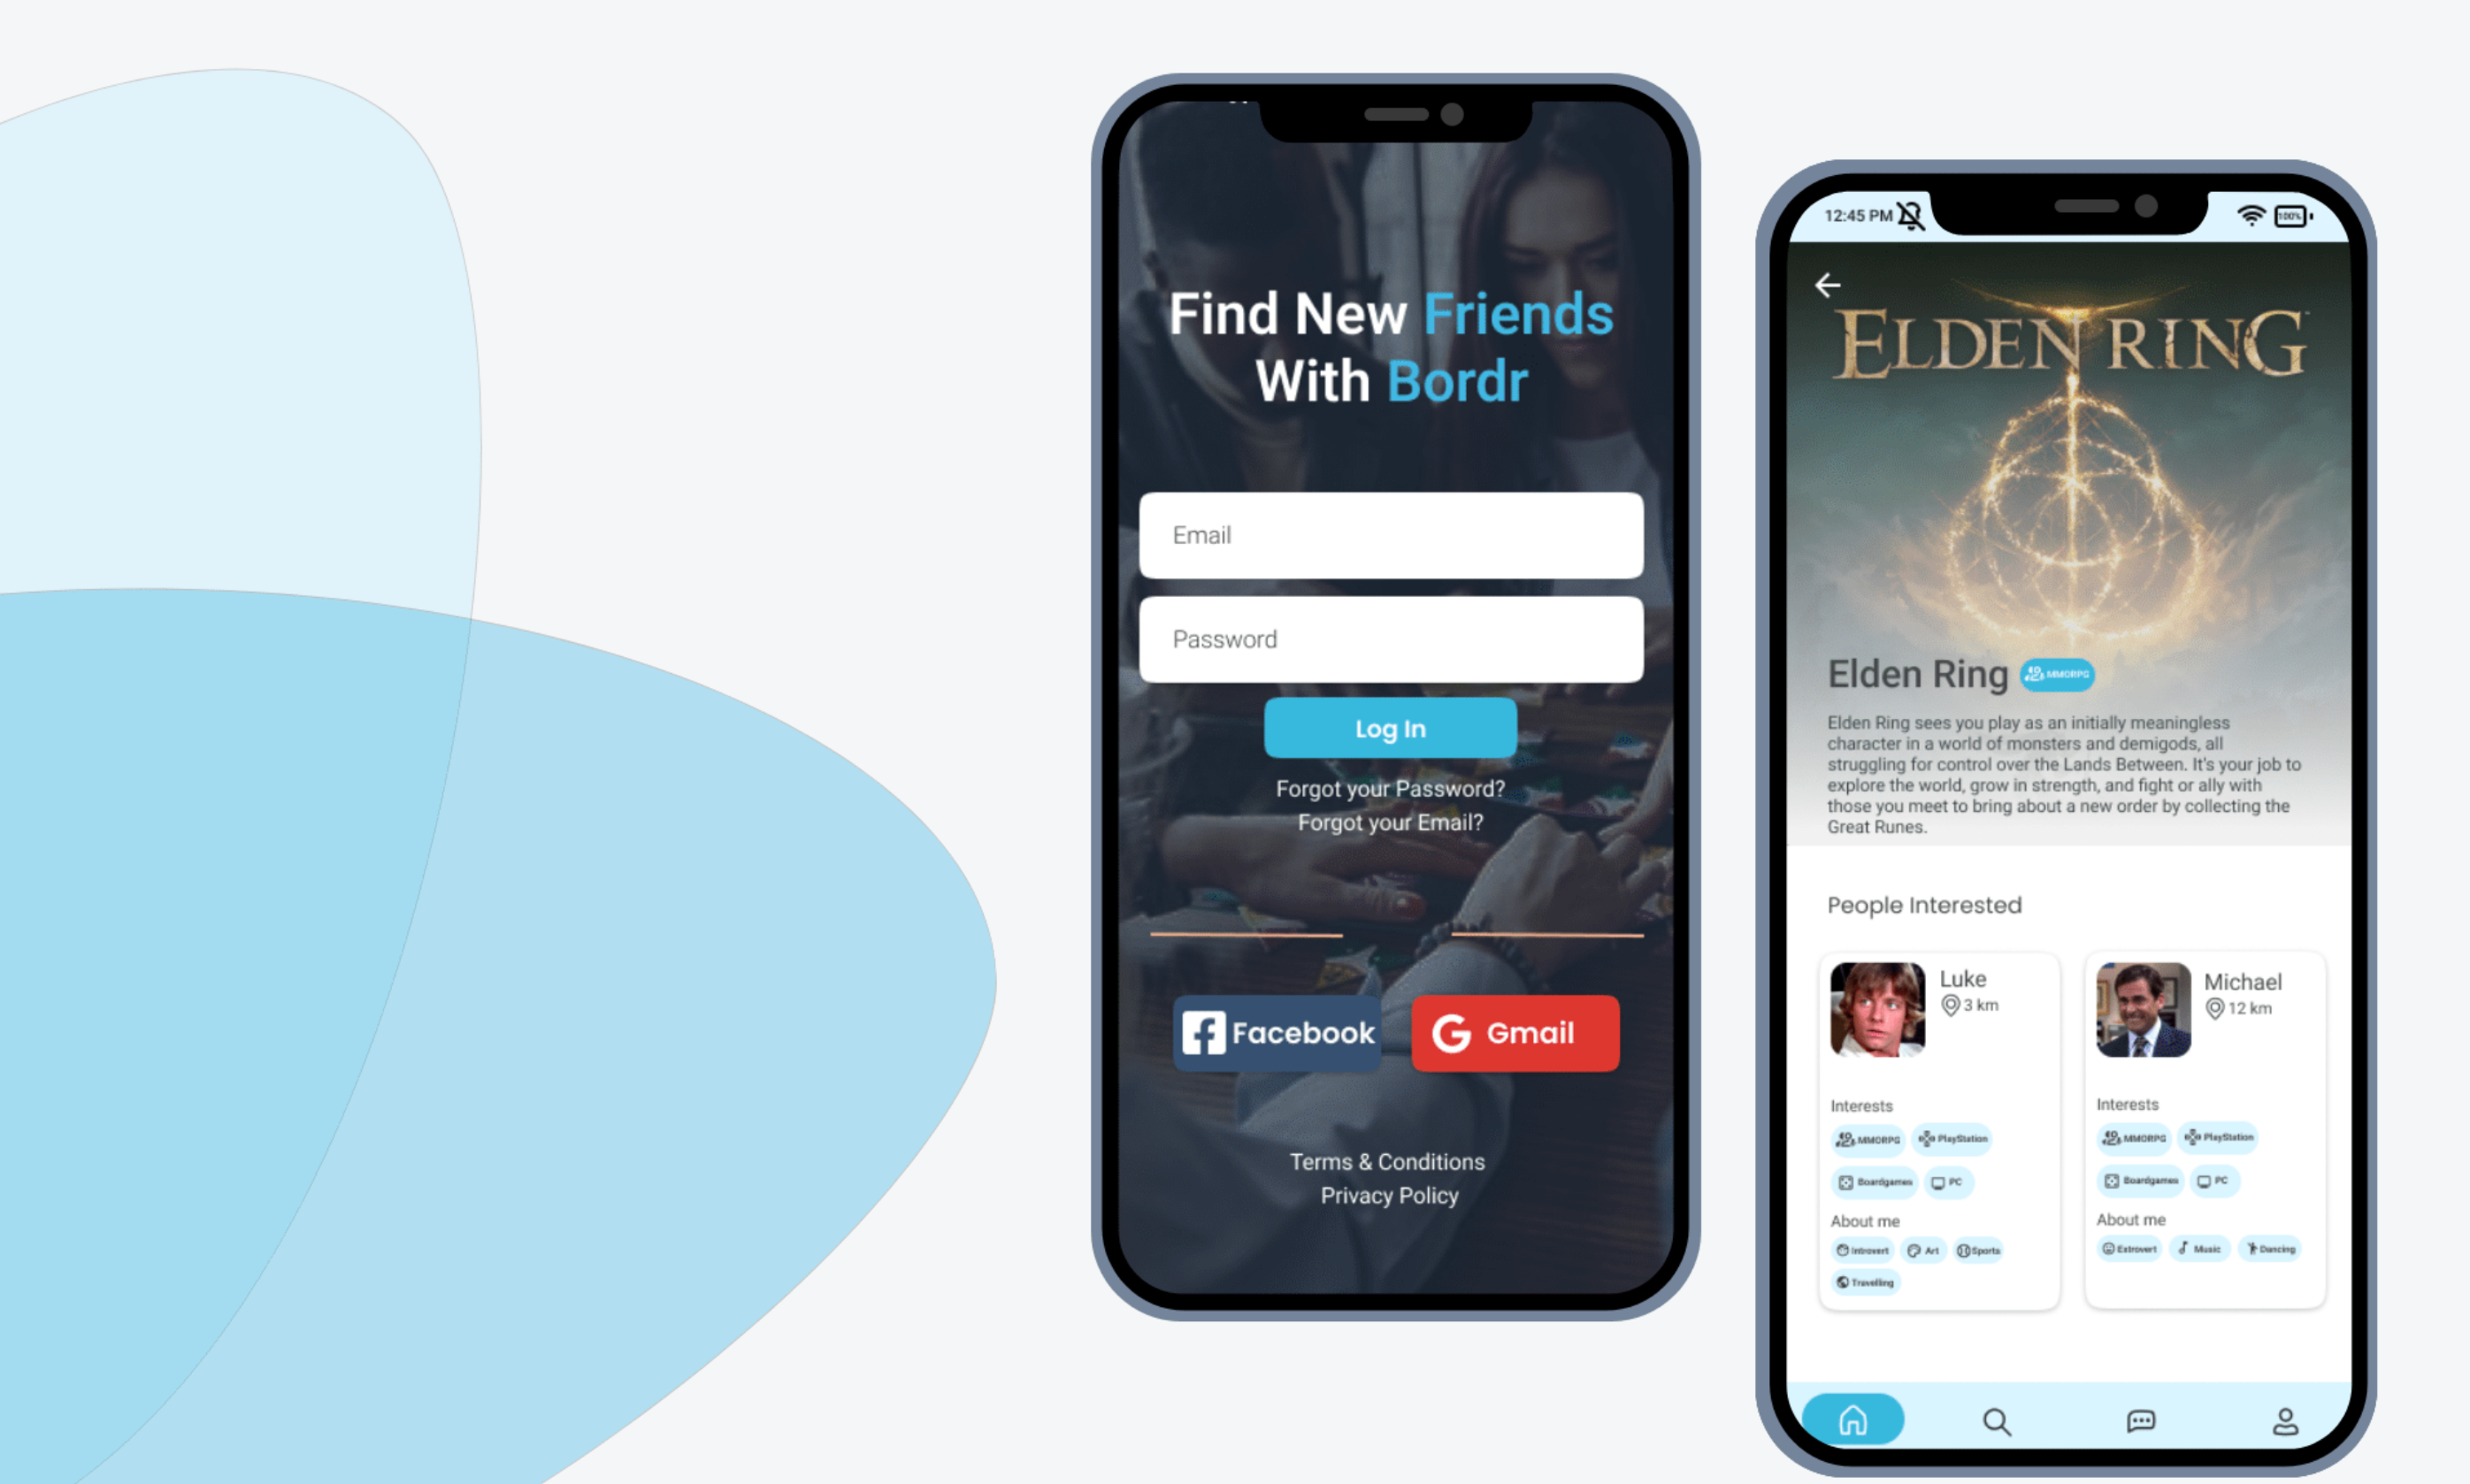 Find New Friends
With Bordr
Email
Password
Log In
Forgot your Password?
Forgot your Email?
Facebook
G Gmail
Terms & Conditions
Privacy Policy
12:45 PM
100%
ELDEN RING
Elden Ring MMORPG
Elden Ring sees you play as an initially meaningless
character in a world of monsters and demigods, all
struggling for control over the Lands Between. It's your job to
explore the world, grow in strength, and fight or ally with
those you meet to bring about a new order by collecting the
Great Runes.
People Interested
Luke
3 km
Interests
MMORPG PlayStation
Boardgames PC
About me
Introvert Art Sports
Travelling
Michael
12 km
Interests
MMORPG PlayStation
Boardgames PC
About me
Extrovert Music Dancing